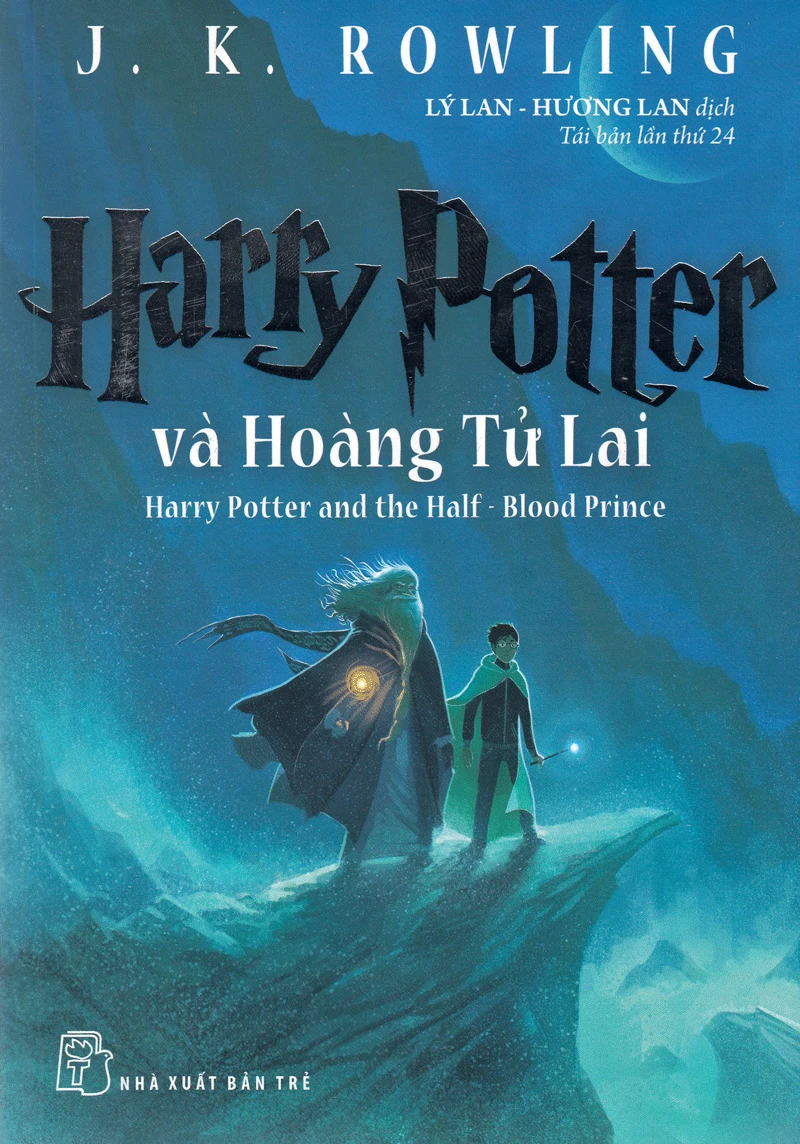 J. K. ROWLING
LÝ LAN - HƯƠNG LAN dịch
Tái bản lần thứ 24
Harry Potter
và Hoàng Tử Lai
Harry Potter and the Half - Blood Prince
T
NHÀ XUẤT BẢN TRẺ